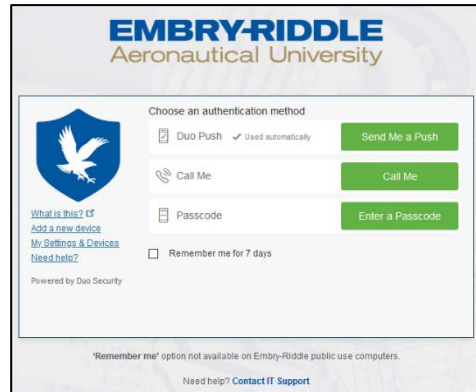 EMBRY-RIDDLE
Aeronautical University
Choose an authentication method
Duo Push ✓ Used automatically
Send Me a Push
Call Me
Call Me
Passcode
Enter a Passcode
Remember me for 7 days
What is this?
Add a new device
My Settings & Devices
Need help?
Powered by Duo Security
'Remember me' option not available on Embry-Riddle public use computers.
Need help? Contact IT Support